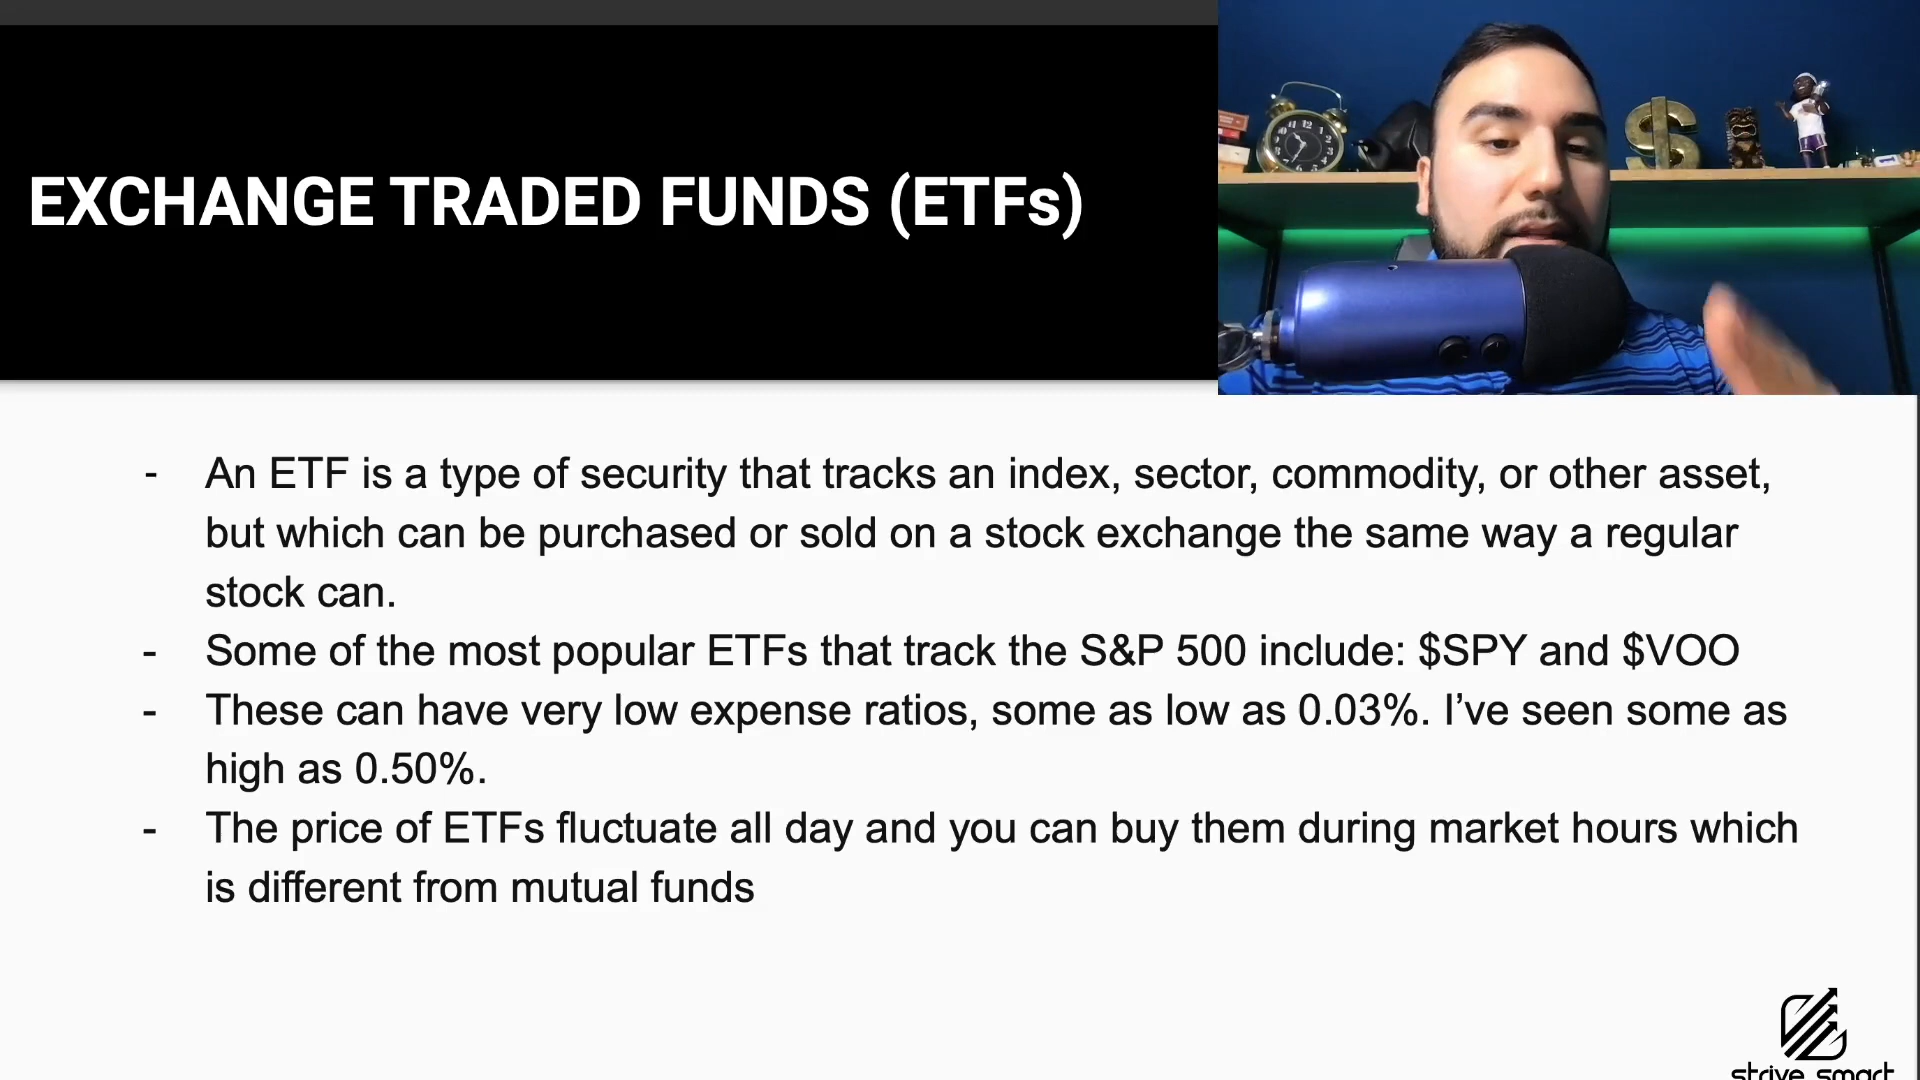 EXCHANGE TRADED FUNDS (ETFs)
- An ETF is a type of security that tracks an index, sector, commodity, or other asset,
but which can be purchased or sold on a stock exchange the same way a regular
stock can.
- Some of the most popular ETFs that track the S&P 500 include: $SPY and $VOO
- These can have very low expense ratios, some as low as 0.03%. I’ve seen some as
high as 0.50%.
- The price of ETFs fluctuate all day and you can buy them during market hours which
is different from mutual funds
strive smart